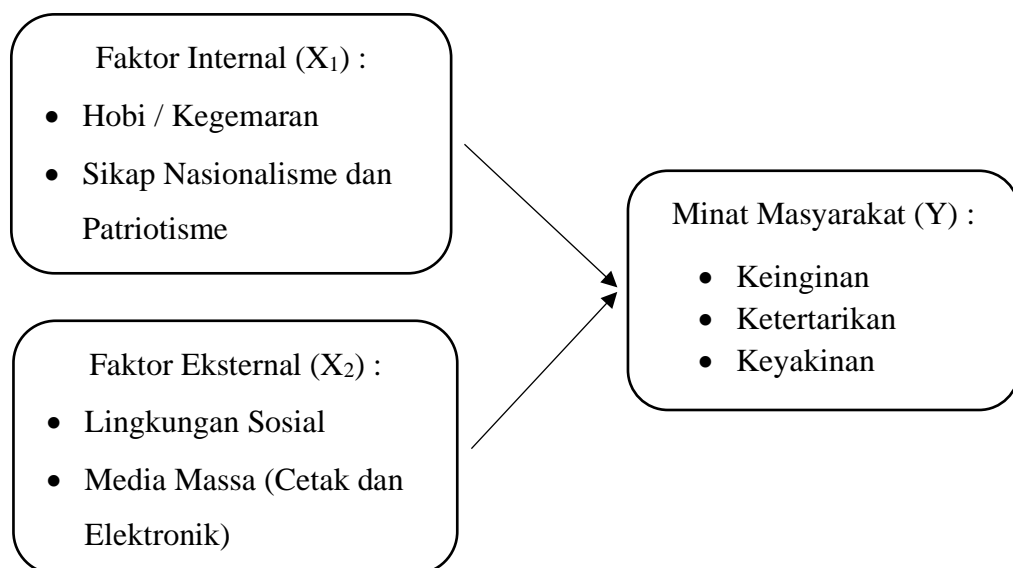 Faktor Internal (X₁) :
• Hobi / Kegemaran
• Sikap Nasionalisme dan
Patriotisme
Faktor Eksternal (X₂) :
• Lingkungan Sosial
• Media Massa (Cetak dan
Elektronik)
Minat Masyarakat (Y) :
• Keinginan
• Ketertarikan
• Keyakinan